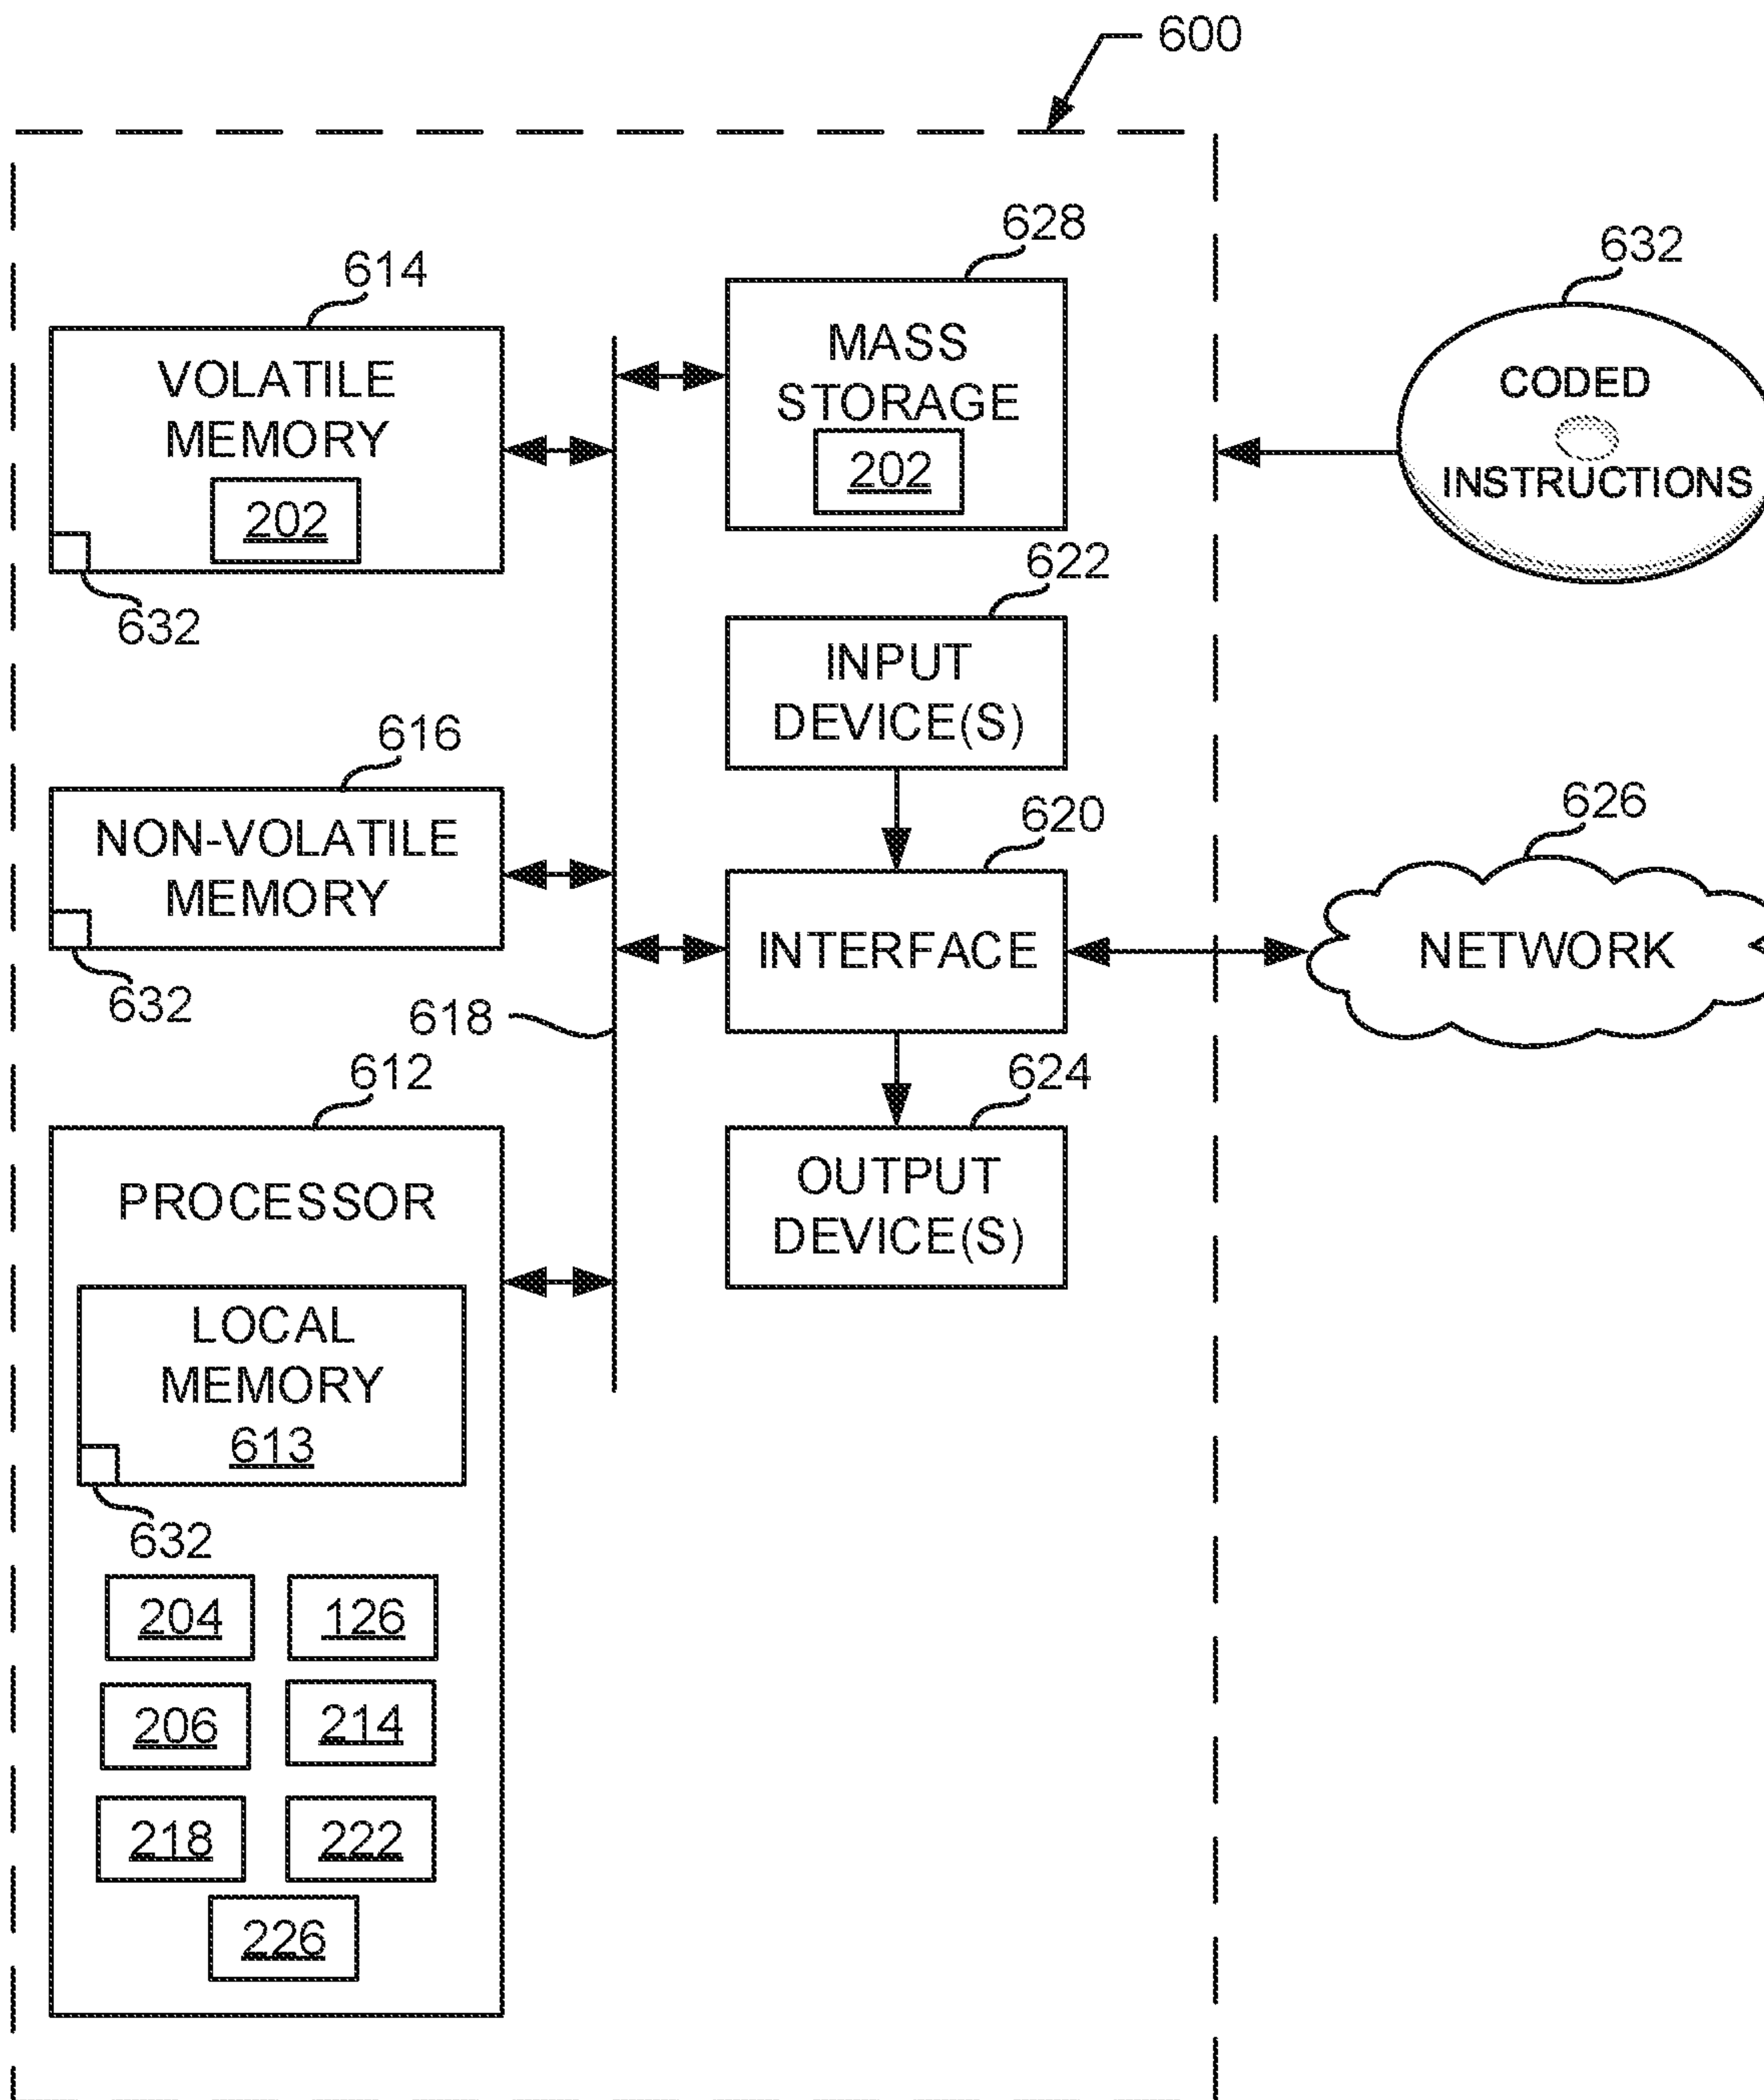 600
628
632
614
MASS
STORAGE
202
VOLATILE
MEMORY
202
CODED
INSTRUCTIONS
632
622
INPUT
DEVICE(S)
616
620
626
NON-VOLATILE
MEMORY
INTERFACE
NETWORK
632
618
612
624
PROCESSOR
OUTPUT
DEVICE(S)
LOCAL
MEMORY
613
632
204
126
206
214
218
222
226